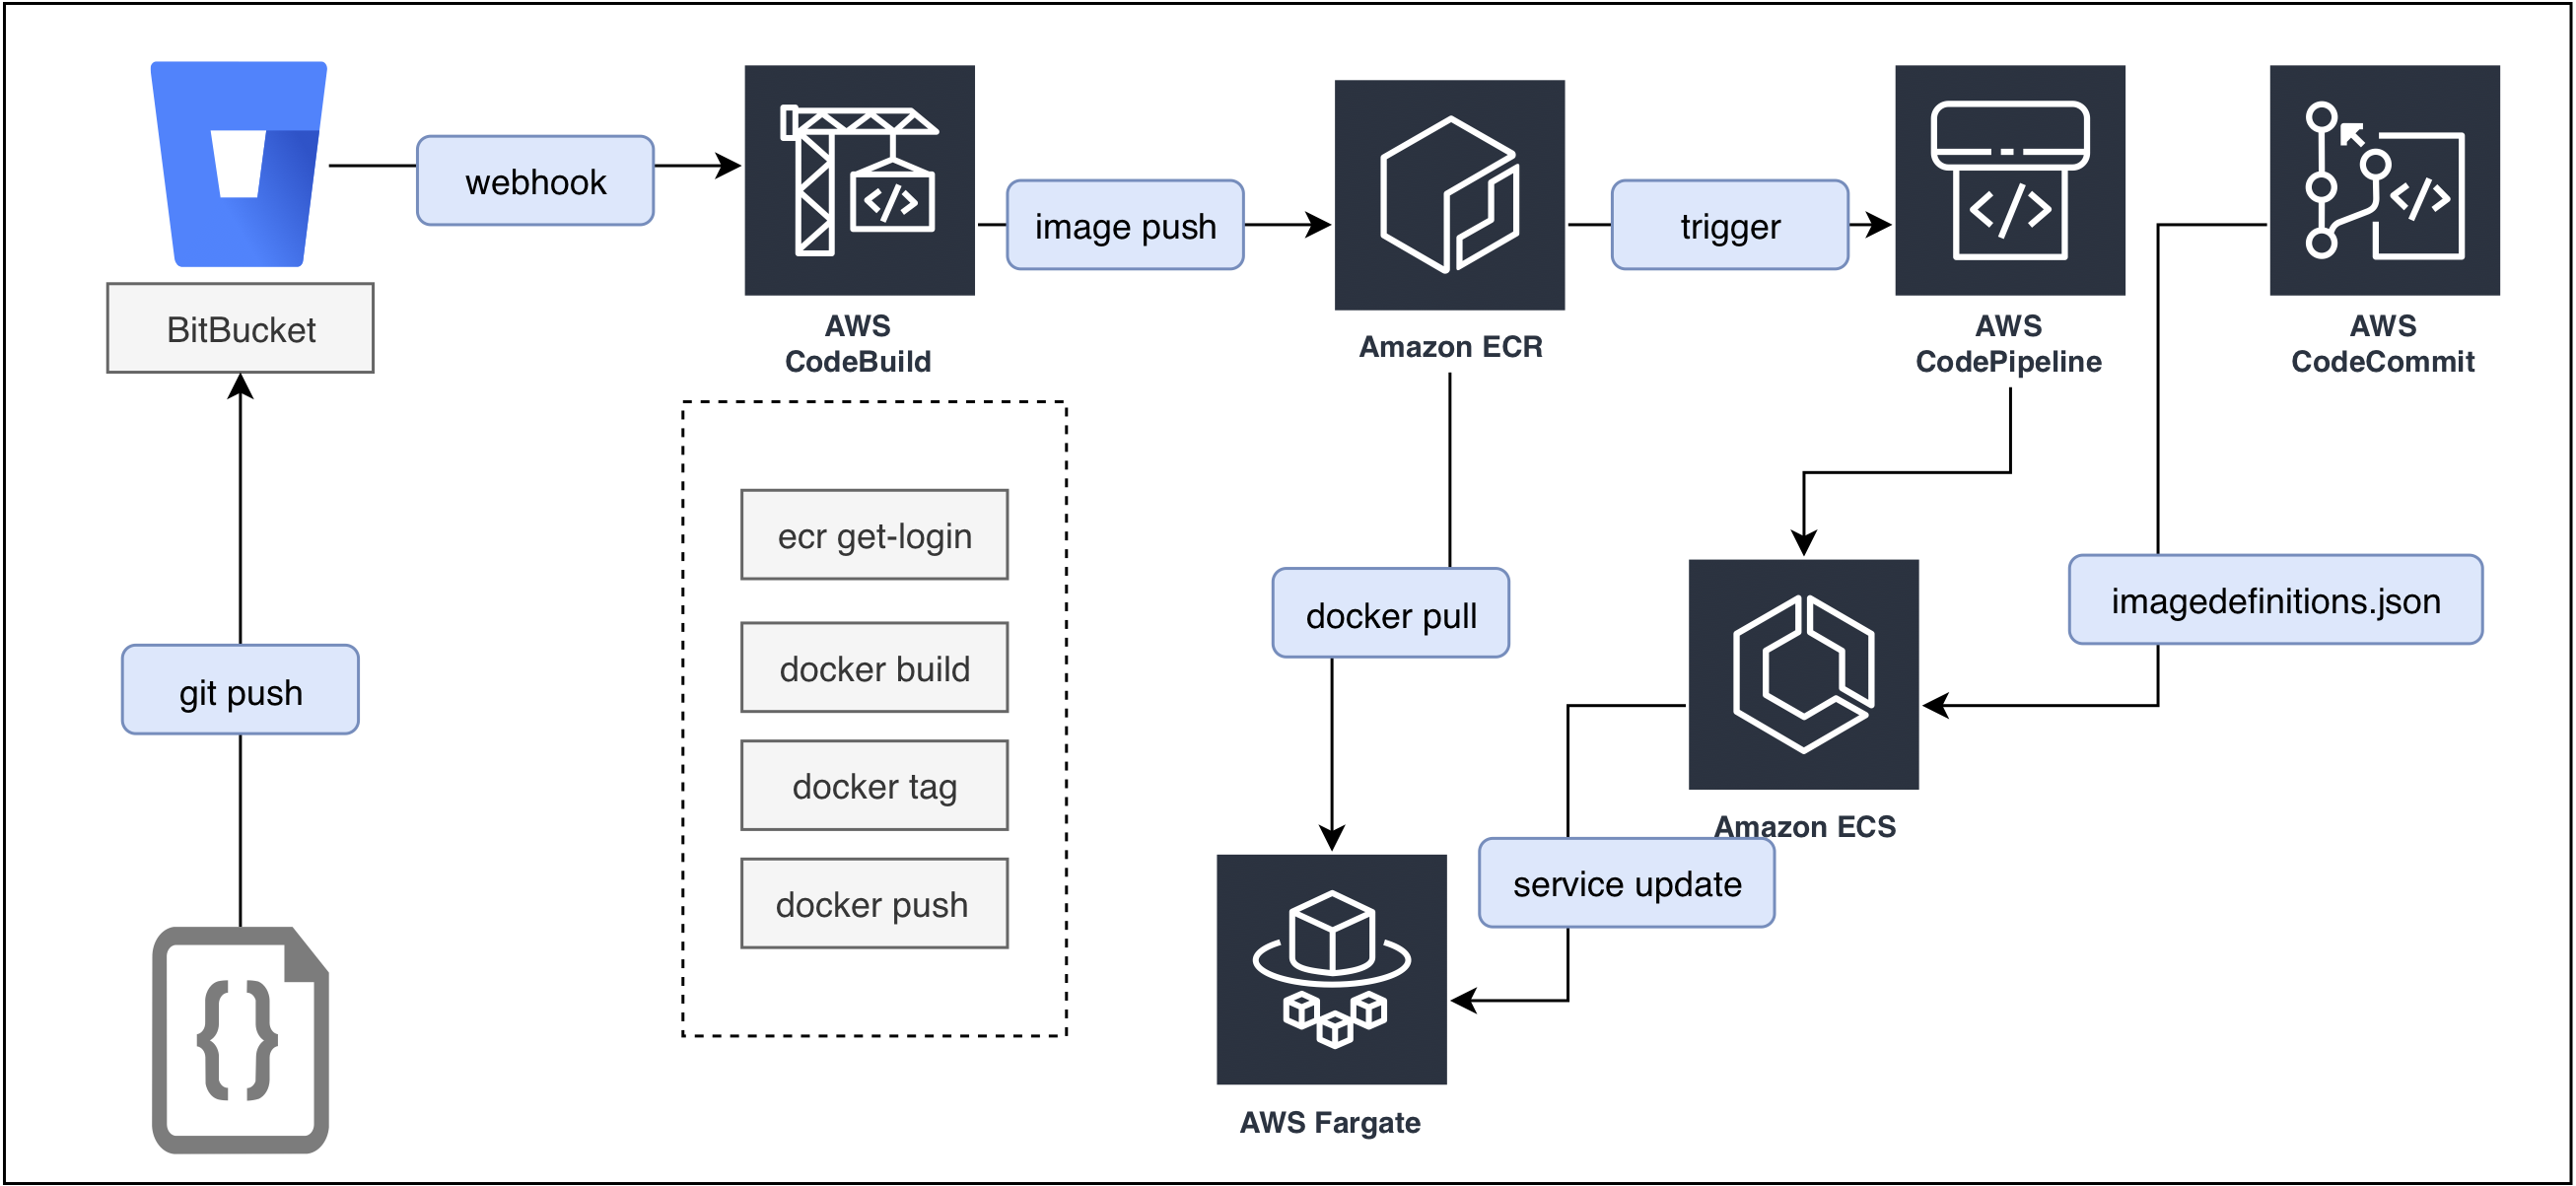 webhook
BitBucket
git push
AWS
CodeBuild
ecr get-login
docker build
docker tag
docker push
image push
Amazon ECR
docker pull
AWS Fargate
trigger
AWS
CodePipeline
Amazon ECS
service update
AWS
CodeCommit
imagedefinitions.json